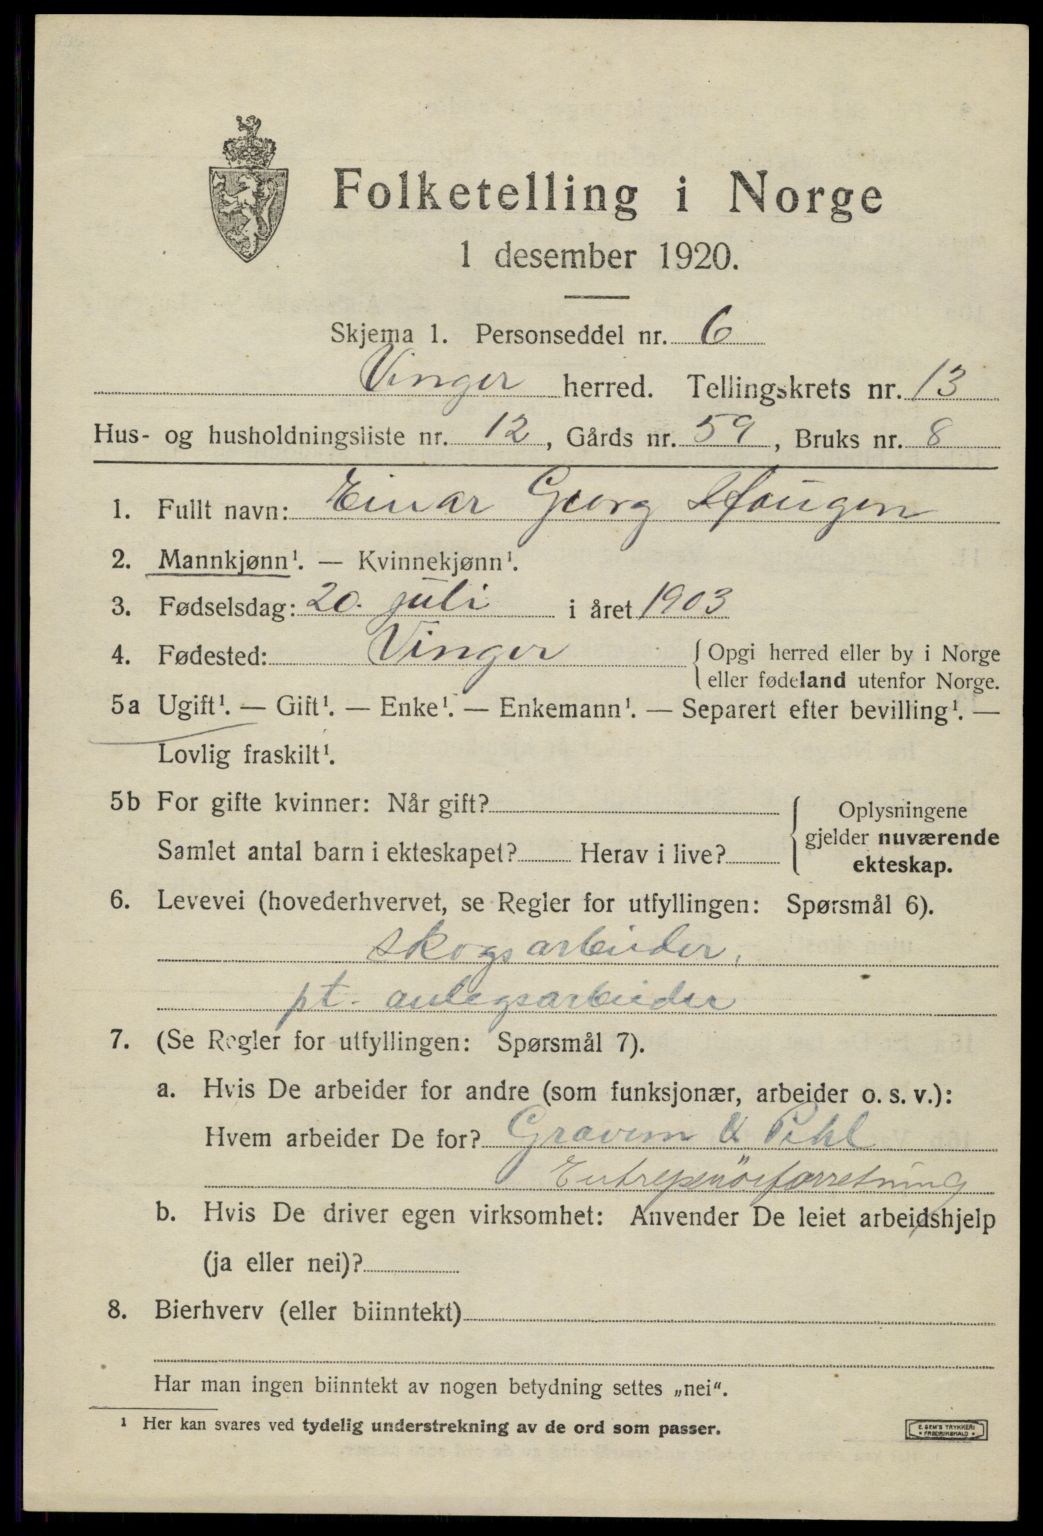 Folketelling i Norge
1 desember 1920.
Skjema 1. Personseddel nr. 6
Vinger herred. Tellingskrets nr. 13
Hus- og husholdningsliste nr. 12, Gårds nr. 59, Bruks nr. 8
1. Fullt navn: Einar Georg Haugen
2. Mannkjønn¹. — Kvinnekjønn¹.
3. Fødselsdag: 20. juli i året 1903
4. Fødested: Vinger {Opgi herred eller by i Norge
eller fødeland utenfor Norge.
5a Ugift¹. — Gift¹. — Enke¹. — Enkemann¹. — Separert efter bevilling¹. —
Lovlig fraskilt¹.
5b For gifte kvinner: Når gift?
Samlet antal barn i ekteskapet? Herav i live?
Oplysningene
gjelder nuværende
ekteskap.
6. Levevei (hovederhvervet, se Regler for utfyllingen: Spørsmål 6).
skogsarbeider,
pt. anlegsarbeider
7. (Se Regler for utfyllingen: Spørsmål 7).
a. Hvis De arbeider for andre (som funksjonær, arbeider o. s. v.):
Hvem arbeider De for? Gravem & Pihl
Entrepenørforretning
b. Hvis De driver egen virksomhet: Anvender De leiet arbeidshjelp
(ja eller nei)?
8. Bierhverv (eller biinntekt)
Har man ingen biinntekt av nogen betydning settes „nei".
¹ Her kan svares ved tydelig understrekning av de ord som passer.
E. SEM'S TRYKKERI
* FREDRIKSHALD *